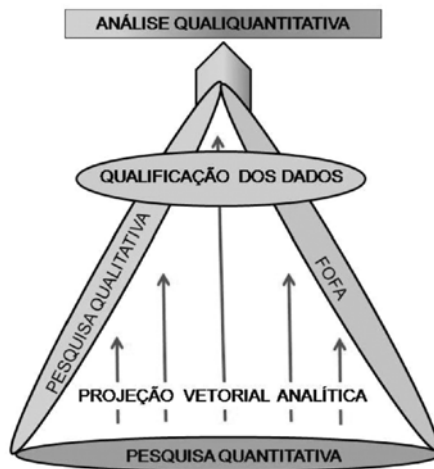 ANÁLISE QUALIQUANTITATIVA
QUALIFICAÇÃO DOS DADOS
PESQUISA QUALITATIVA
FOFA
PROJEÇÃO VETORIAL ANALÍTICA
PESQUISA QUANTITATIVA